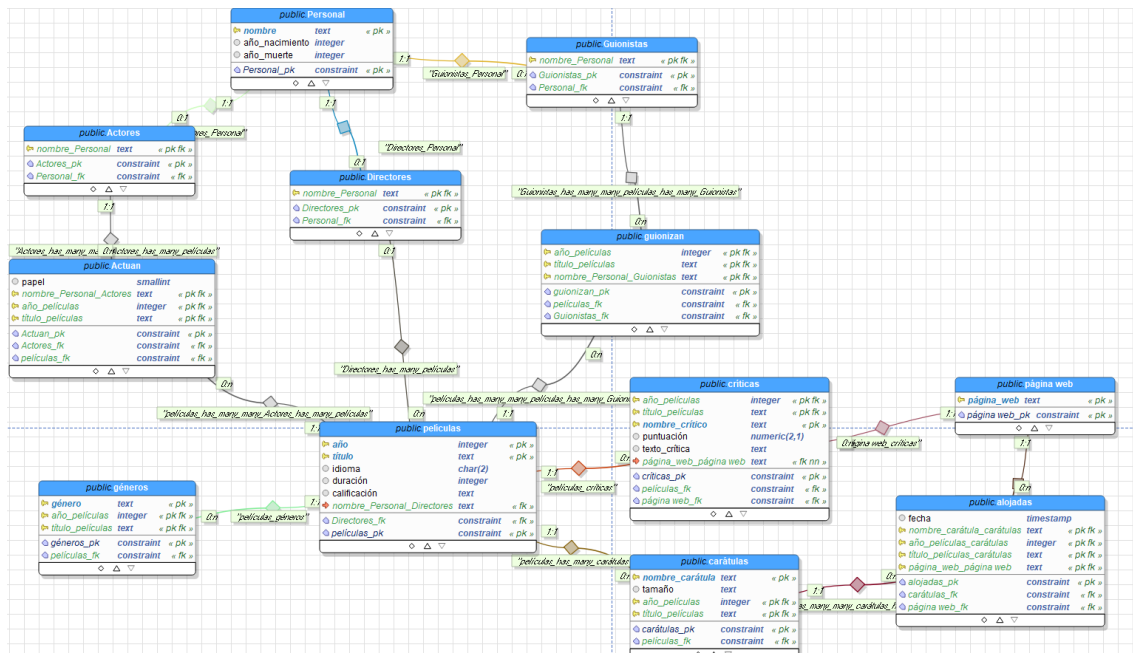 public.Personal
nombre text « pk »
año_nacimiento integer
año_muerte integer
Personal_pk constraint « pk »
public.Guionistas
nombre_Personal text « pk fk »
Guionistas_pk constraint « pk »
Personal_fk constraint « fk »
1:1
"Guionistas_Personal"
0:
1:1
0:1
res_Personal"
1:1
"Directores_Personal"
0:1
public.Actores
nombre_Personal text « pk fk »
Actores_pk constraint « pk »
Personal_fk constraint « fk »
public.Directores
nombre_Personal text « pk fk »
Directores_pk constraint « pk »
Personal_fk constraint « fk »
1:1
"Guionistas_has_many_many_películas_has_many_Guionistas"
0:n
1:1
"Actores_has_many_m
0:
Actores_has_many_películas"
0:1
public.guionizan
año_películas integer « pk fk »
título_películas text « pk fk »
nombre_Personal_Guionistas text « pk fk »
guionizan_pk constraint « pk »
películas_fk constraint « fk »
Guionistas_fk constraint « fk »
public.Actuan
papel smallint
nombre_Personal_Actores text « pk fk »
año_películas integer « pk fk »
título_películas text « pk fk »
Actuan_pk constraint « pk »
Actores_fk constraint « fk »
películas_fk constraint « fk »
0:n
"Directores_has_many_películas"
0:n
0:n
"películas_has_many_many_Actores_has_many_películas"
1:
"películas_has_many_many_películas_has_many_Guion
1:1
public.críticas
año_películas integer « pk fk »
título_películas text « pk fk »
nombre_crítico text « pk »
puntuación numeric(2,1)
texto_crítica text
página_web_página web text « fk nn »
críticas_pk constraint « pk »
películas_fk constraint « fk »
página web_fk constraint « fk »
public.página web
página_web text « pk »
página web_pk constraint « pk »
1:
página web_críticas"
1:1
0:n
public.películas
año integer « pk »
título text « pk »
idioma char(2)
duración integer
calificación text
nombre_Personal_Directores text « fk »
Directores_fk constraint « fk »
películas_pk constraint « pk »
1:1
0:
"películas_críticas"
public.géneros
género text « pk »
año_películas integer « pk fk »
título_películas text « pk fk »
géneros_pk constraint « pk »
películas_fk constraint « fk »
0:n
"películas_géneros"
1:
1:1
"películas_has_many_carátulas
0:
public.carátulas
nombre_carátula text « pk »
tamaño text
año_películas integer « pk fk »
título_películas text « pk fk »
carátulas_pk constraint « pk »
películas_fk constraint « fk »
1:1
0:
_many_many_carátulas_h
public.alojadas
fecha timestamp
nombre_carátula_carátulas text « pk fk »
año_películas_carátulas integer « pk fk »
título_películas_carátulas text « pk fk »
página_web_página web text « pk fk »
alojadas_pk constraint « pk »
carátulas_fk constraint « fk »
página web_fk constraint « fk »